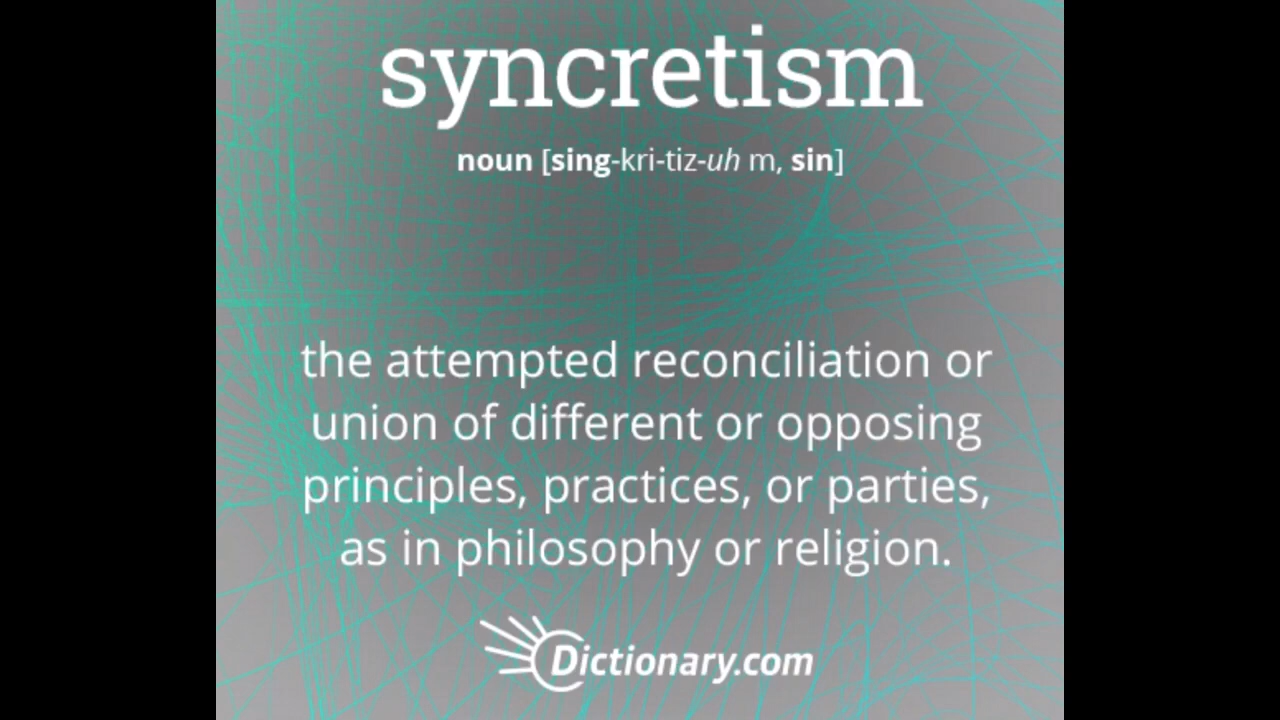 syncretism
noun [sing-kri-tiz-uh m, sin]
the attempted reconciliation or
union of different or opposing
principles, practices, or parties,
as in philosophy or religion.
Dictionary.com